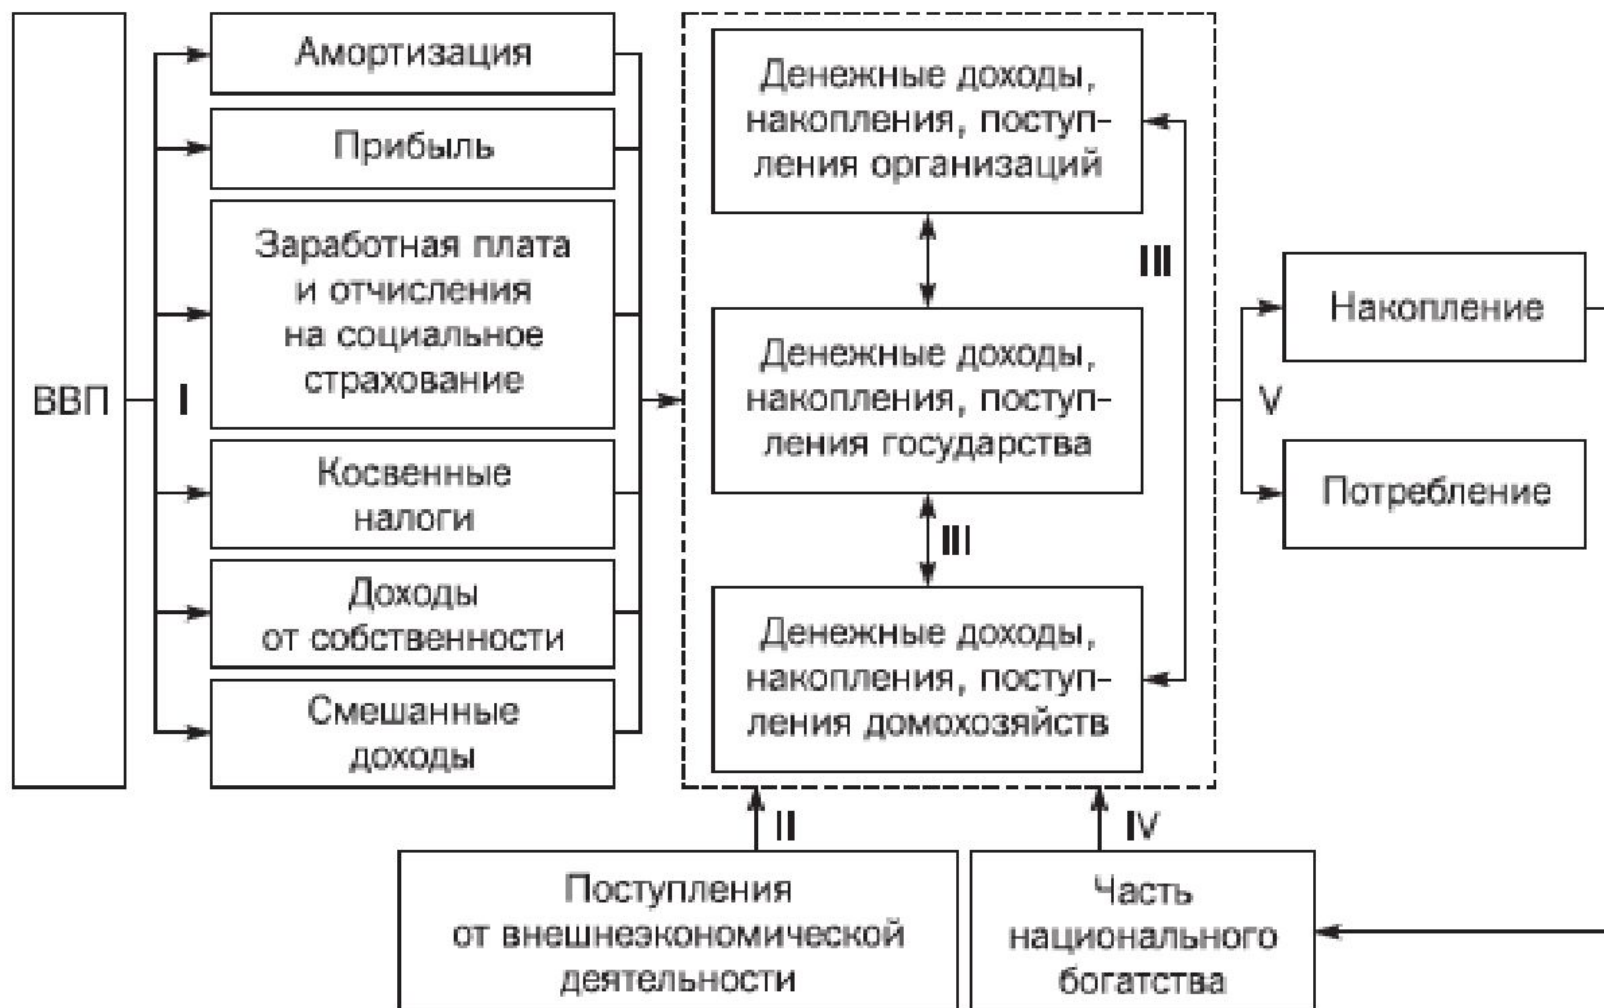 ВВП
I
Амортизация
Прибыль
Заработная плата
и отчисления
на социальное
страхование
Косвенные
налоги
Доходы
от собственности
Смешанные
доходы
Денежные доходы,
накопления, поступ-
ления организаций
III
Денежные доходы,
накопления, поступ-
ления государства
III
Денежные доходы,
накопления, поступ-
ления домохозяйств
V
Накопление
Потребление
II
IV
Поступления
от внешнеэкономической
деятельности
Часть
национального
богатства